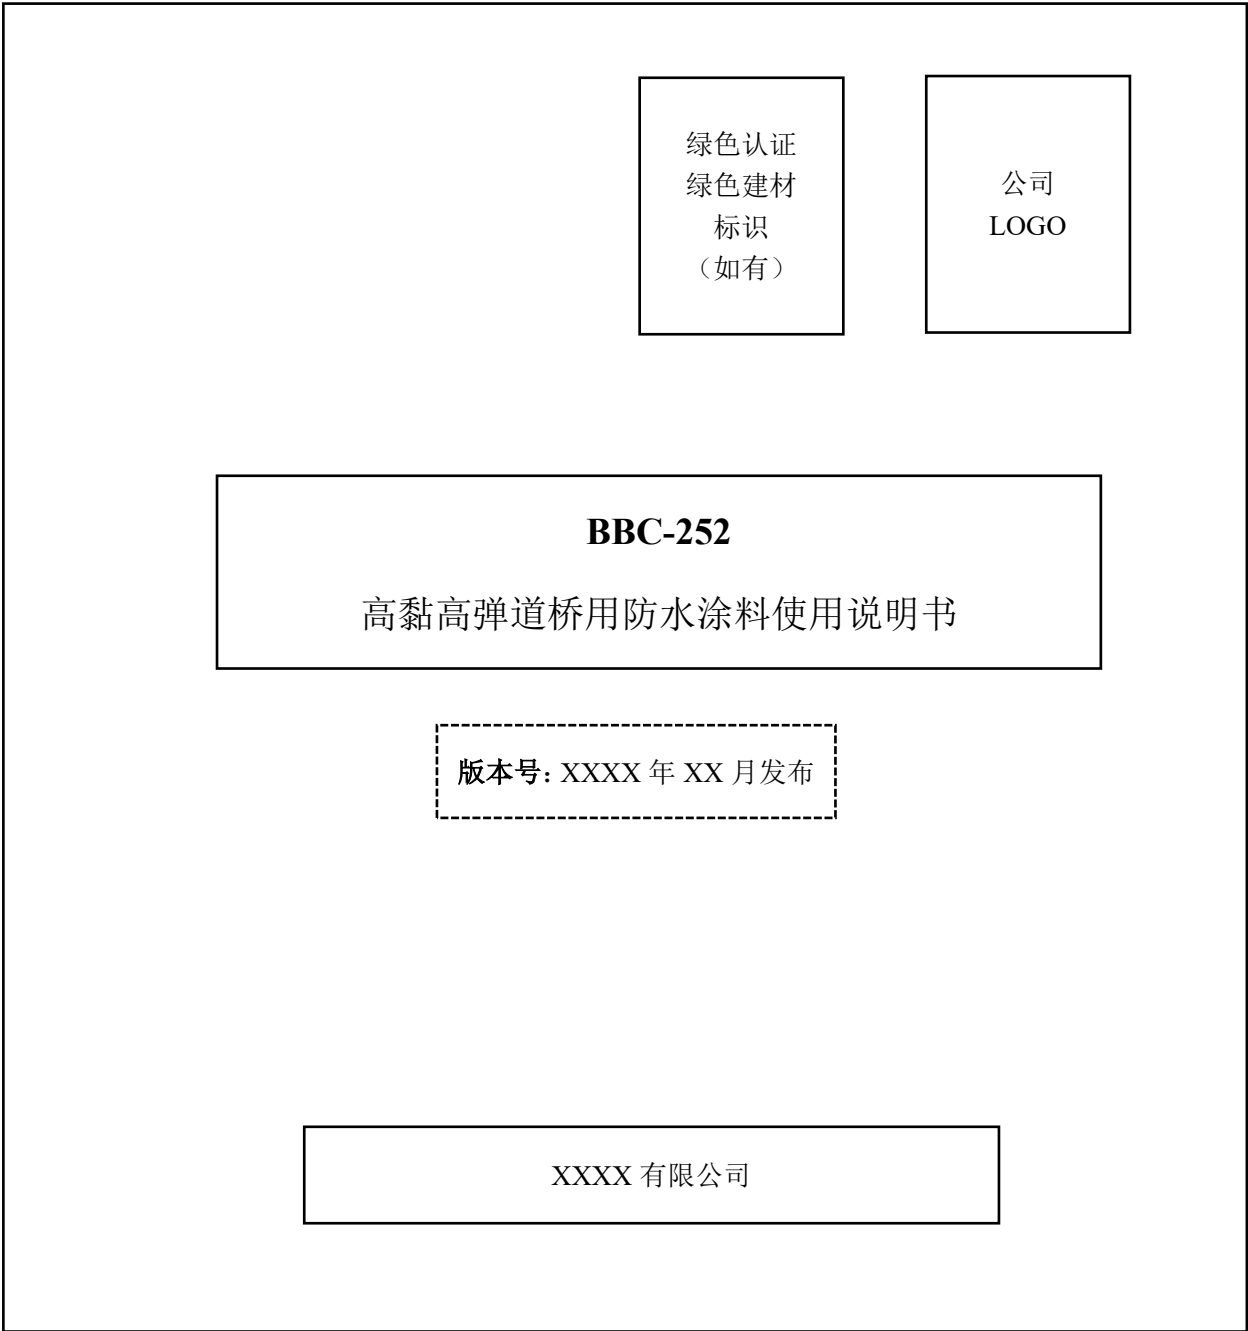 绿色认证
绿色建材
标识
（如有）
公司
LOGO
BBC-252
高黏高弹道桥用防水涂料使用说明书
版本号: XXXX 年 XX 月发布
XXXX 有限公司